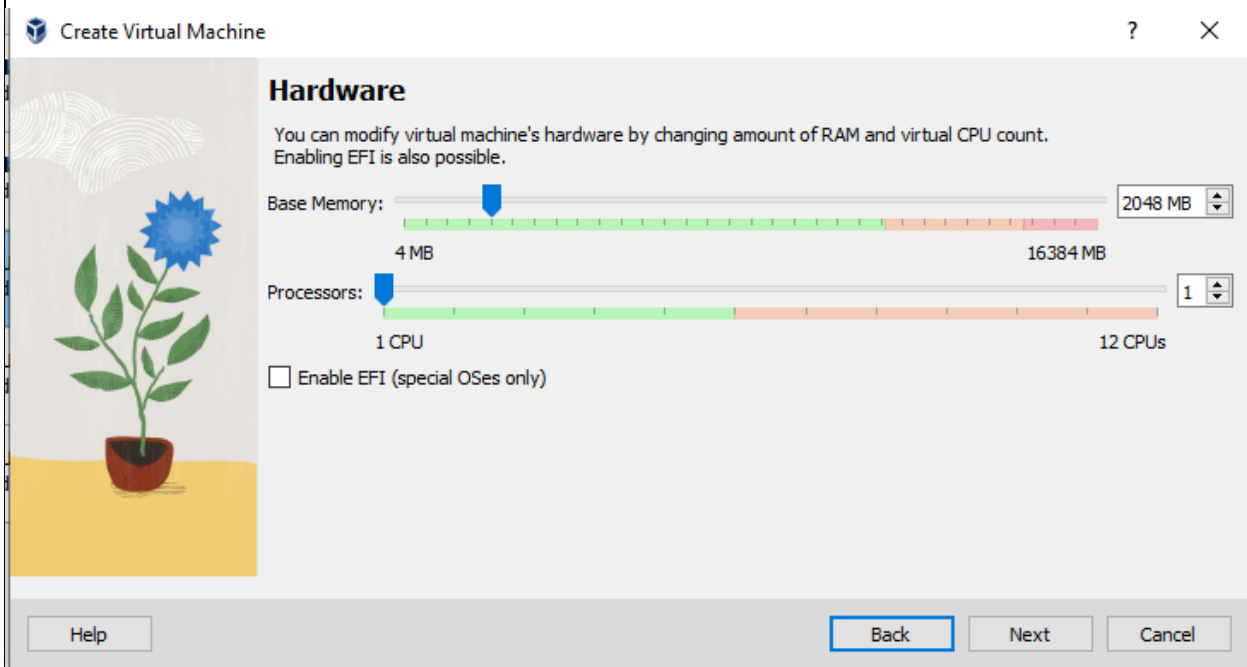 Create Virtual Machine
?
Hardware
You can modify virtual machine's hardware by changing amount of RAM and virtual CPU count.
Enabling EFI is also possible.
Base Memory: 2048 MB
4 MB 16384 MB
Processors: 1
1 CPU 12 CPUs
Enable EFI (special OSes only)
Help Back Next Cancel